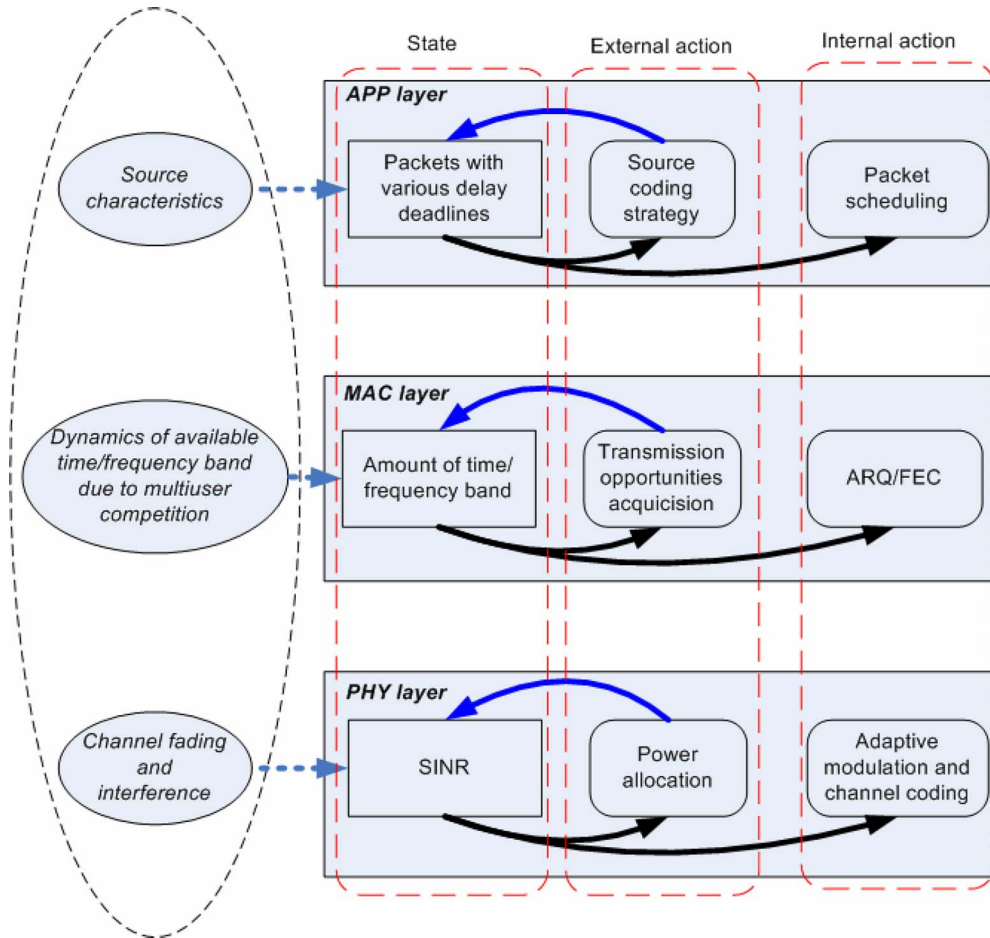 State
External action
Internal action
APP layer
Source
characteristics
Packets with
various delay
deadlines
Source
coding
strategy
Packet
scheduling
MAC layer
Dynamics of available
time/frequency band
due to multiuser
competition
Amount of time/
frequency band
Transmission
opportunities
acquicision
ARQ/FEC
PHY layer
Channel fading
and
interference
SINR
Power
allocation
Adaptive
modulation and
channel coding